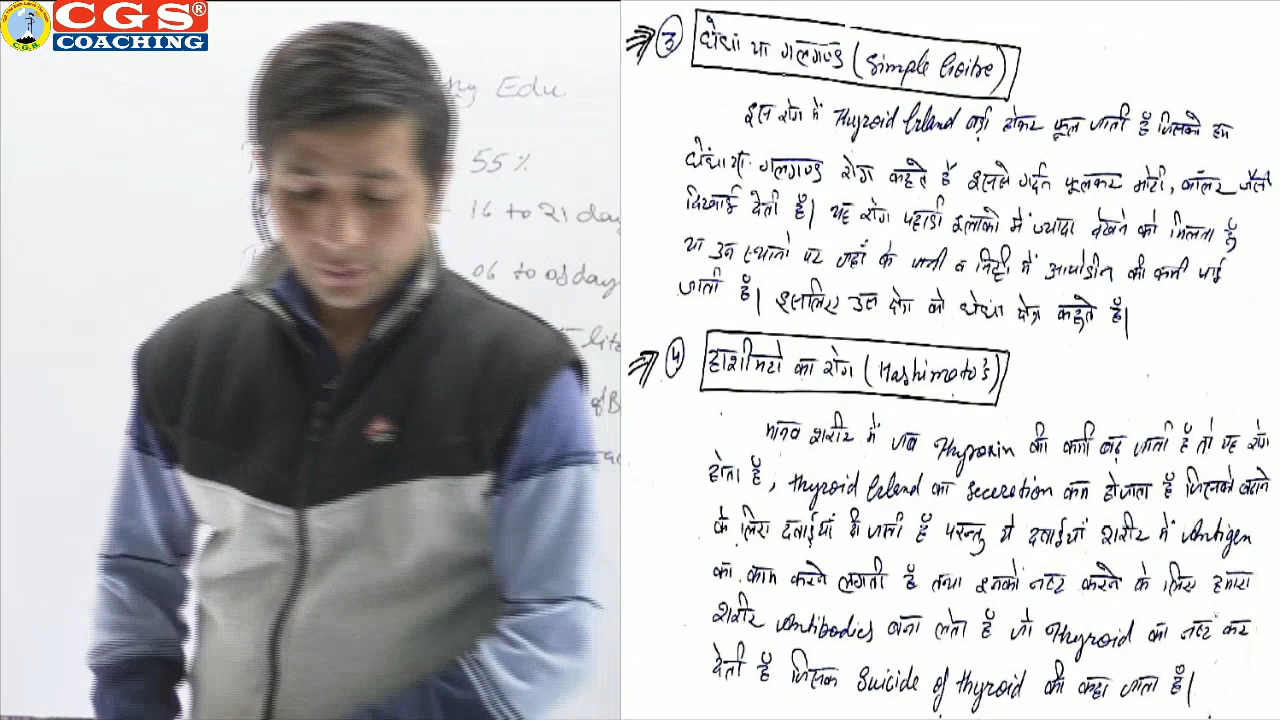 CGS®
COACHING
C.G.S.
Edu
55%
16 to 21 day
06 to 08 day
③ घेघां या गलगण्ड (Simple Goitre)
इस रोग में Thyroid Gland बड़ी होकर फूल जाती है जिसको हम
घेघां या गलगण्ड रोग कहते हैं इससे गर्दन फूलकर मोटी, कॉलर जैसी
दिखाई देती है। यह रोग पहाडी इलाको में ज्यादा देखने को मिलता है
या उन स्थानो पर जहाँ के पानी व मिट्टी में आयोडीन की कमी पाई
जाती है। इसलिए उस क्षेत्र को घेघां क्षेत्र कहते हैं।
④ हाशीमटो का रोग (Hashimoto's)
मानव शरीर में जब Thyroxin की कमी बढ़ जाती है तो यह रोग
होता है, Thyroid Gland का Seceration कम हो जाता है जिसको बढाने
के लिए दवाईयां दी जाती है परन्तु ये दवाईयां शरीर में Antigen
का काम करने लगती है तथा इनको नष्ट करने के लिए हमारा
शरीर Antibodies बना लेता है जो Thyroid को नष्ट कर
देती है जिसको Suicide of Thyroid भी कहा जाता है।